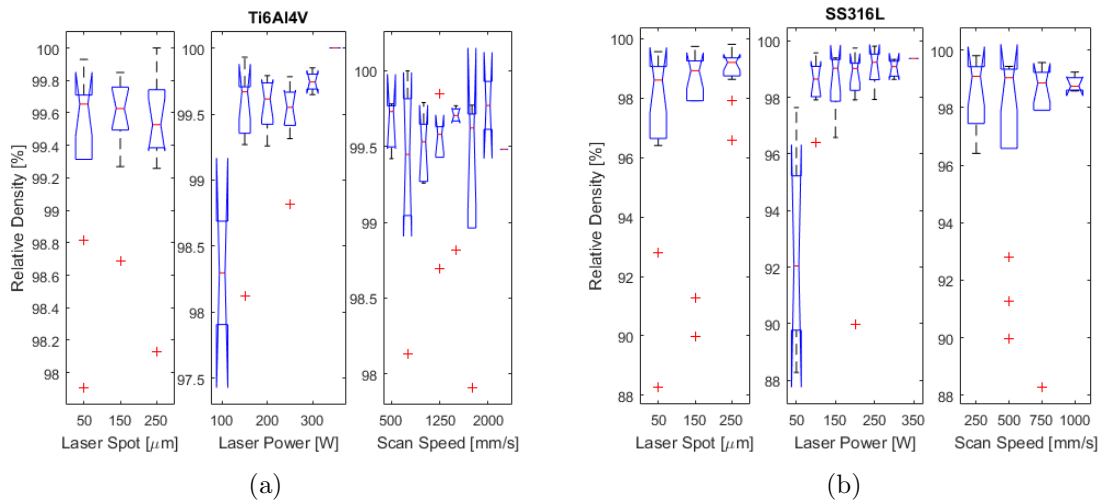 Ti6Al4V
Relative Density [%]
100
99.8
99.6
99.4
99.2
99
98.8
98.6
98.4
98.2
98
50 150 250
Laser Spot [μm]
100
99.5
99
98.5
98
97.5
100 200 300
Laser Power [W]
100
99.5
99
98.5
98
500 1250 2000
Scan Speed [mm/s]
(a)
SS316L
Relative Density [%]
100
98
96
94
92
90
88
50 150 250
Laser Spot [μm]
100
98
96
94
92
90
88
50 150 250 350
Laser Power [W]
100
98
96
94
92
90
88
250 500 750 1000
Scan Speed [mm/s]
(b)